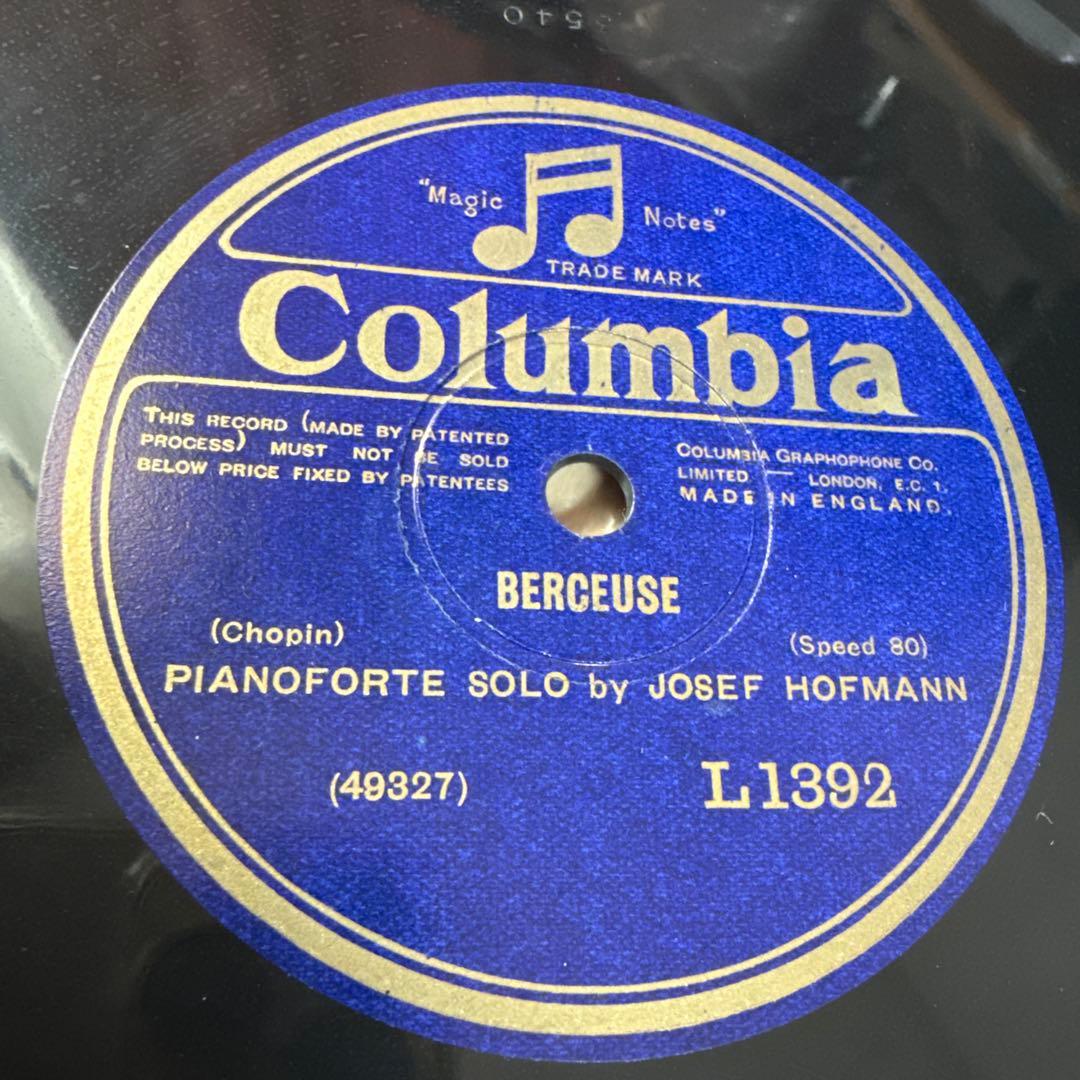 "Magic Notes"
TRADE MARK
Columbia
THIS RECORD (MADE BY PATENTED
PROCESS) MUST NOT BE SOLD
BELOW PRICE FIXED BY PATENTEES
COLUMBIA GRAPHOPHONE CO.
LIMITED — LONDON, E.C. 1.
MADE IN ENGLAND.
BERCEUSE
(Chopin)
(Speed 80)
PIANOFORTE SOLO by JOSEF HOFMANN
(49327)
L1392